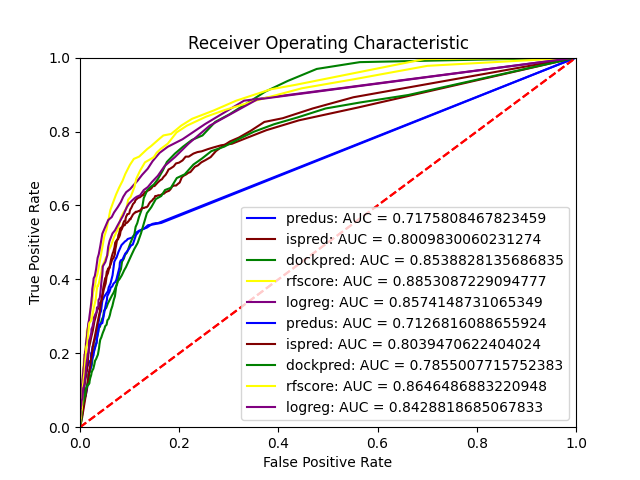 Receiver Operating Characteristic
True Positive Rate
1.0
0.8
0.6
0.4
0.2
0.0
predus: AUC = 0.7175808467823459
ispred: AUC = 0.8009830060231274
dockpred: AUC = 0.8538828135686835
rfscore: AUC = 0.8853087229094777
logreg: AUC = 0.8574148731065349
predus: AUC = 0.7126816088655924
ispred: AUC = 0.8039470622404024
dockpred: AUC = 0.7855007715752383
rfscore: AUC = 0.8646486883220948
logreg: AUC = 0.8428818685067833
0.0 0.2 0.4 0.6 0.8 1.0
False Positive Rate